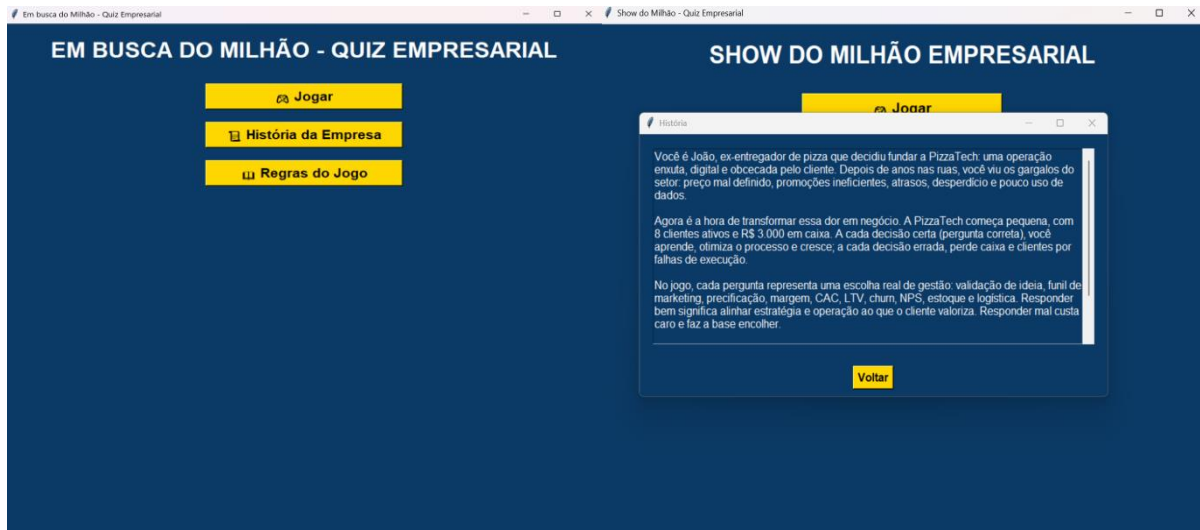 Em busca do Milhão - Quiz Empresarial
EM BUSCA DO MILHÃO - QUIZ EMPRESARIAL
Jogar
História da Empresa
Regras do Jogo
Show do Milhão - Quiz Empresarial
SHOW DO MILHÃO EMPRESARIAL
Jogar
História
Você é João, ex-entregador de pizza que decidiu fundar a PizzaTech: uma operação
enxuta, digital e obcecada pelo cliente. Depois de anos nas ruas, você viu os gargalos do
setor: preço mal definido, promoções ineficientes, atrasos, desperdício e pouco uso de
dados.
Agora é a hora de transformar essa dor em negócio. A PizzaTech começa pequena, com
8 clientes ativos e R$ 3.000 em caixa. A cada decisão certa (pergunta correta), você
aprende, otimiza o processo e cresce; a cada decisão errada, perde caixa e clientes por
falhas de execução.
No jogo, cada pergunta representa uma escolha real de gestão: validação de ideia, funil de
marketing, precificação, margem, CAC, LTV, churn, NPS, estoque e logística. Responder
bem significa alinhar estratégia e operação ao que o cliente valoriza. Responder mal custa
caro e faz a base encolher.
Voltar